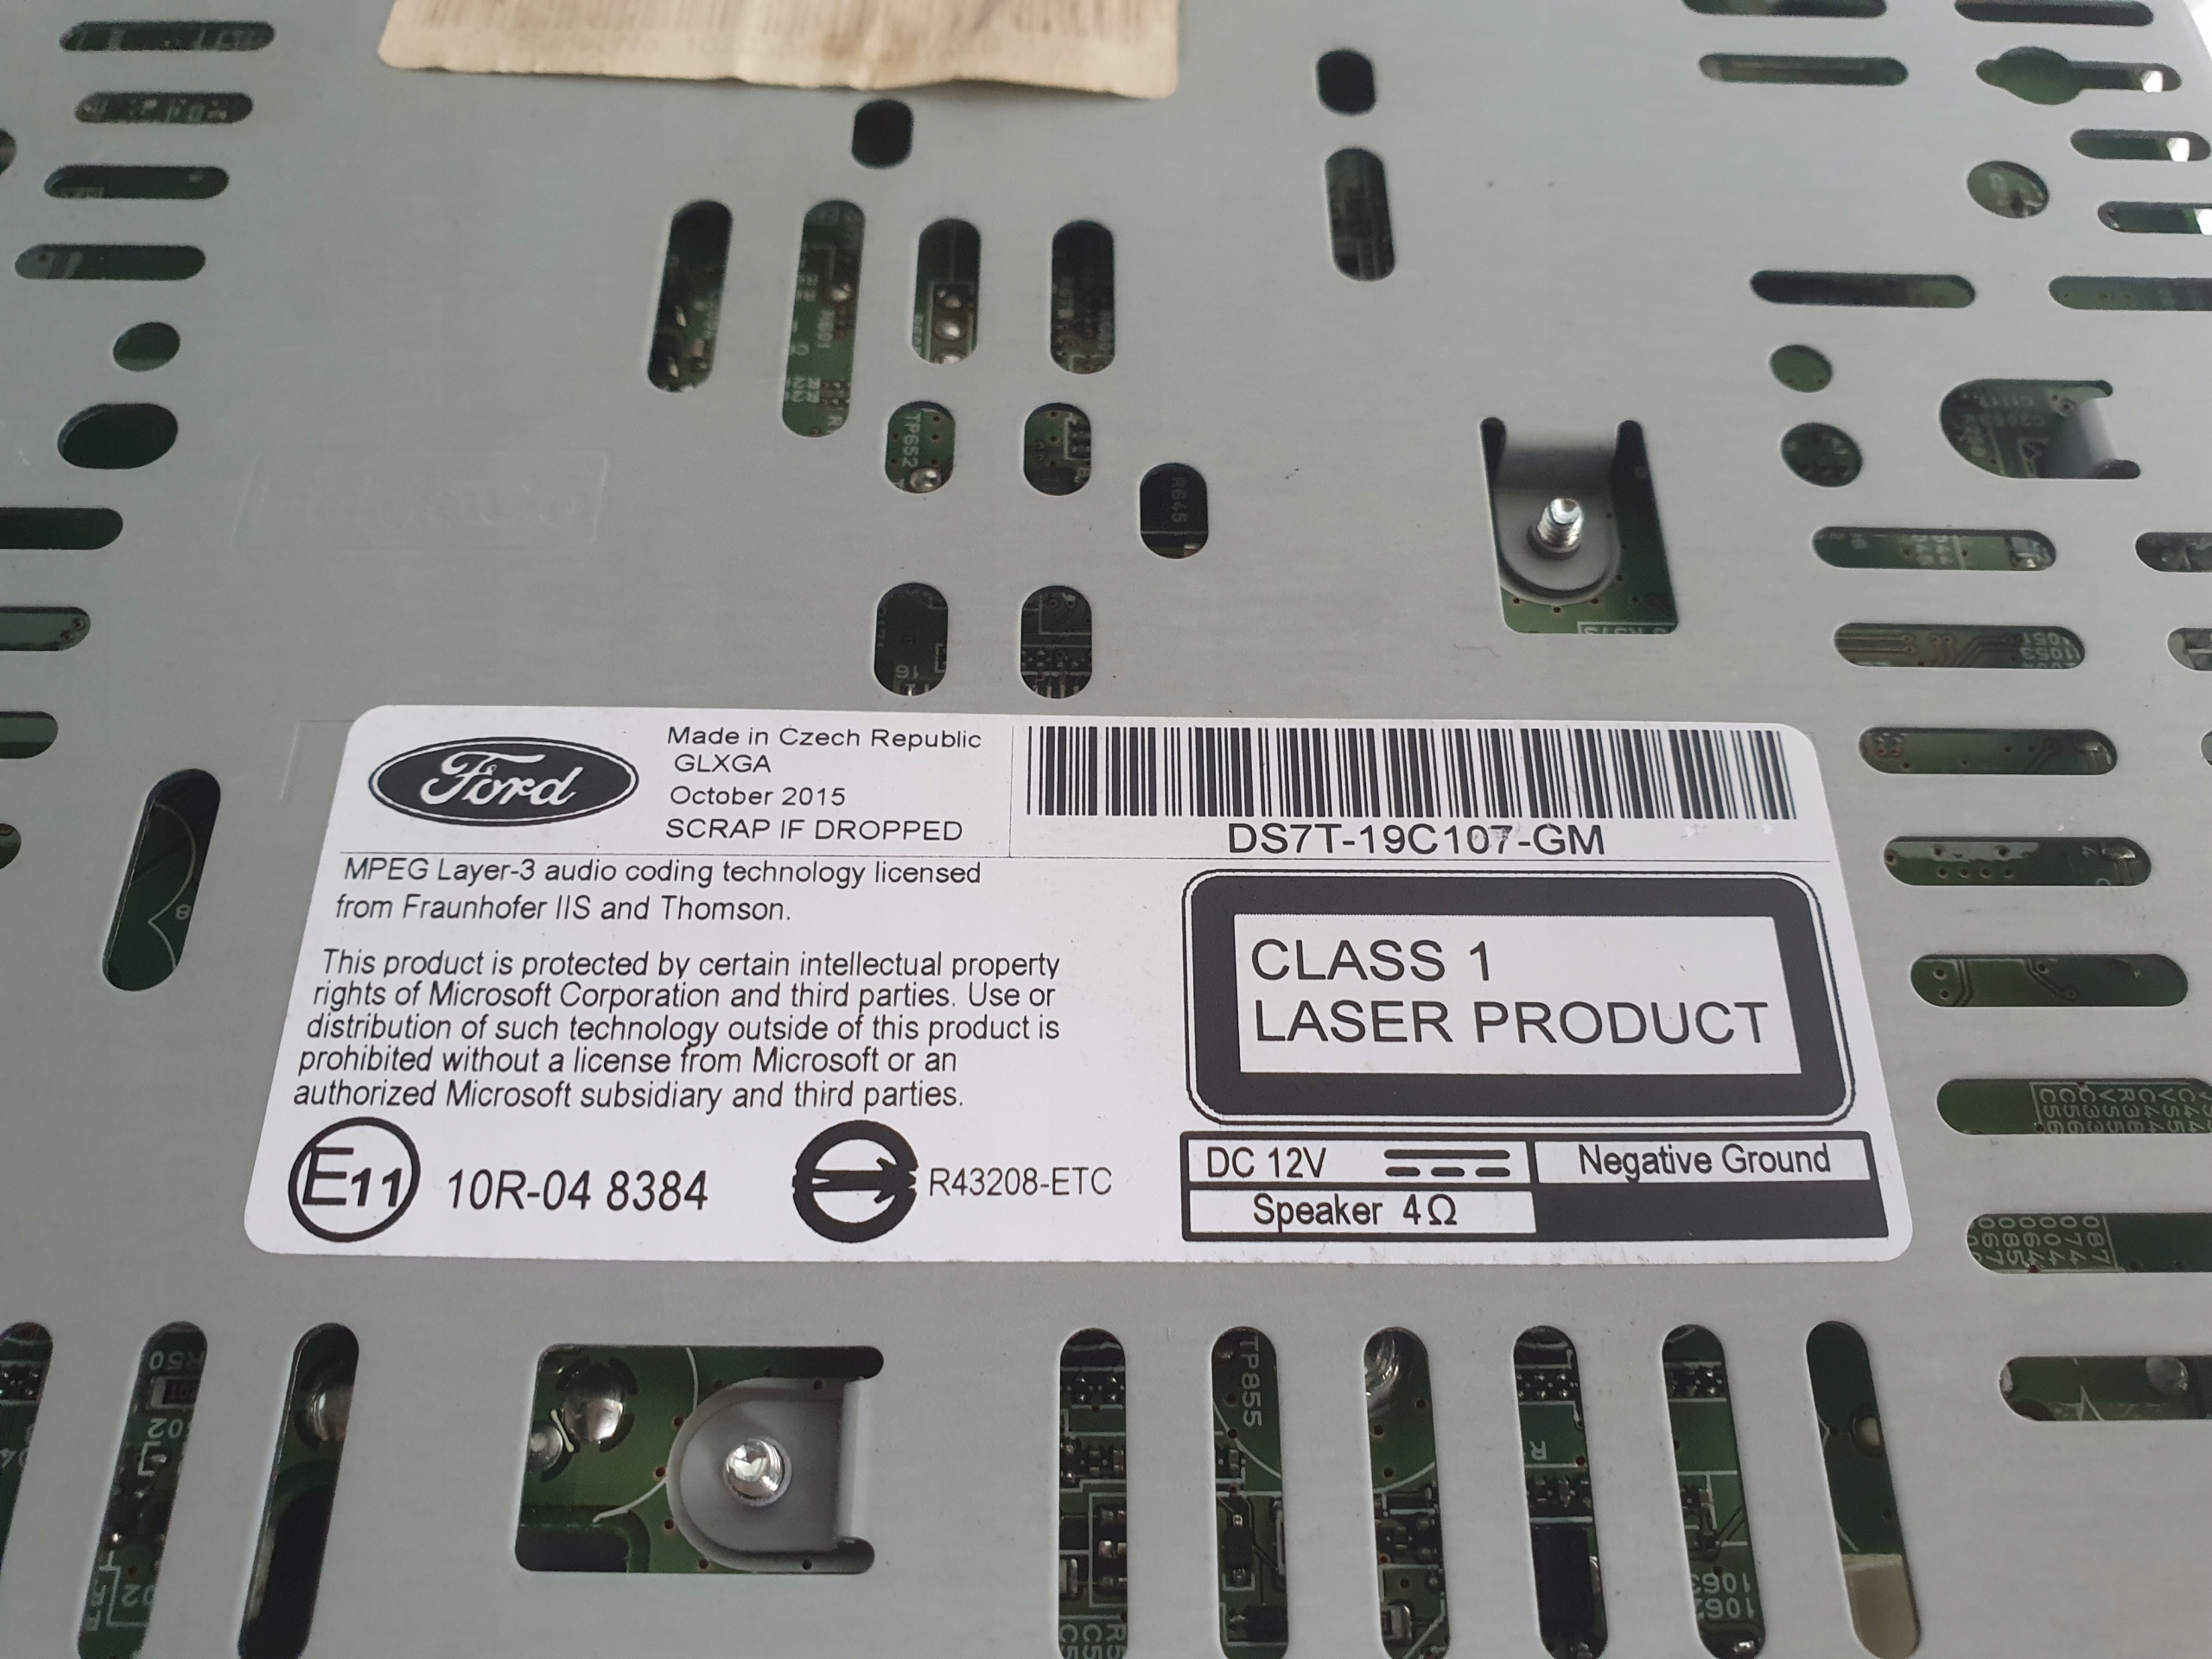 Ford
Made in Czech Republic
GLXGA
October 2015
SCRAP IF DROPPED
DS7T-19C107-GM
MPEG Layer-3 audio coding technology licensed
from Fraunhofer IIS and Thomson.
This product is protected by certain intellectual property
rights of Microsoft Corporation and third parties. Use or
distribution of such technology outside of this product is
prohibited without a license from Microsoft or an
authorized Microsoft subsidiary and third parties.
CLASS 1
LASER PRODUCT
E11 10R-04 8384
R43208-ETC
DC 12V
Negative Ground
Speaker 4Ω
TP652
R645
TP855